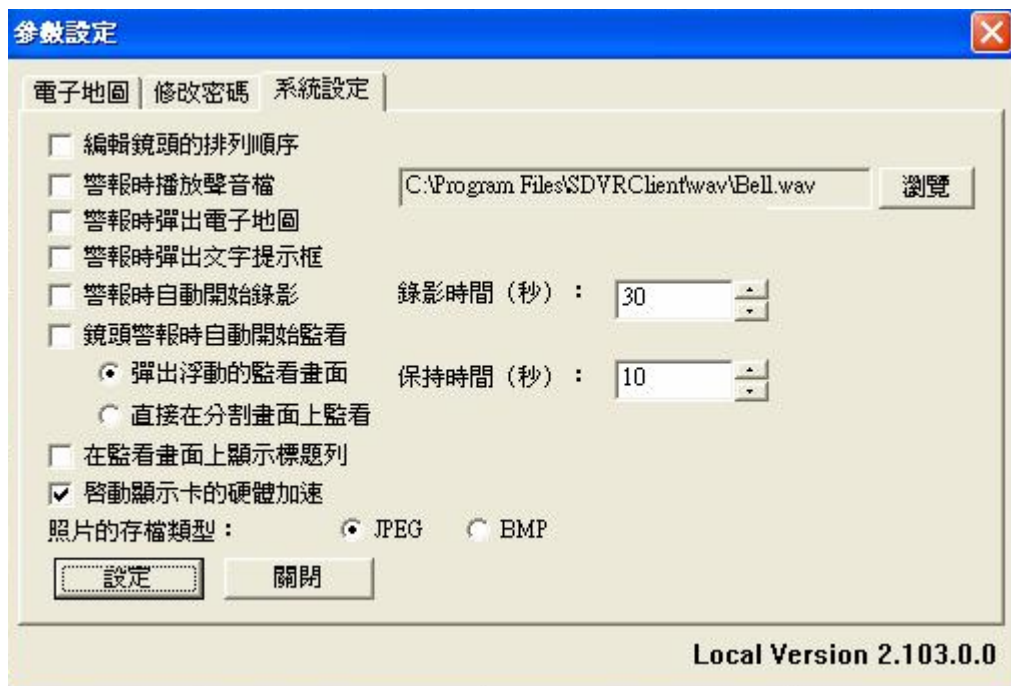 參數設定
電子地圖 修改密碼 系統設定
編輯鏡頭的排列順序
警報時播放聲音檔 C:\Program Files\SDVRClient\wav\Bell.wav 瀏覽
警報時彈出電子地圖
警報時彈出文字提示框
警報時自動開始錄影 錄影時間（秒）： 30
鏡頭警報時自動開始監看
彈出浮動的監看畫面 保持時間（秒）： 10
直接在分割畫面上監看
在監看畫面上顯示標題列
啓動顯示卡的硬體加速
照片的存檔類型： JPEG BMP
設定 關閉
Local Version 2.103.0.0